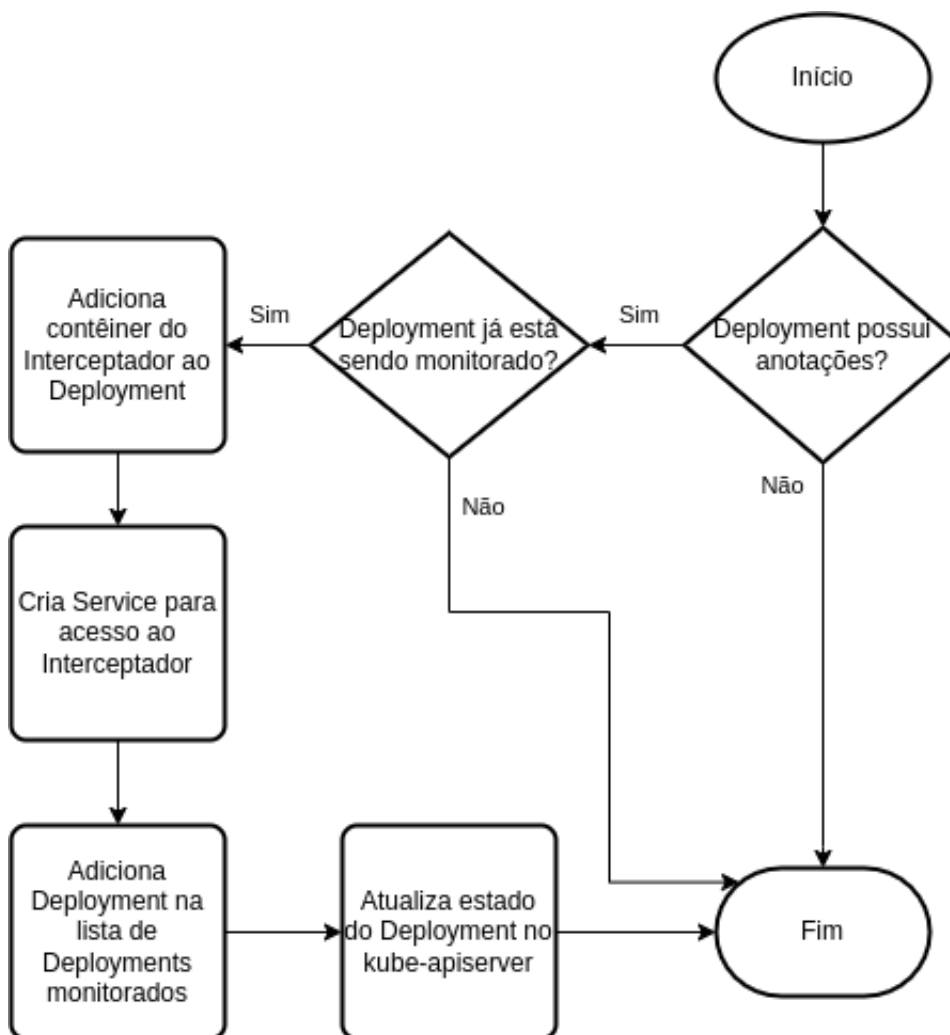 Início
Deployment possui
anotações?
Sim
Não
Deployment já está
sendo monitorado?
Sim
Não
Adiciona
contêiner do
Interceptador ao
Deployment
Cria Service para
acesso ao
Interceptador
Adiciona
Deployment na
lista de
Deployments
monitorados
Atualiza estado
do Deployment no
kube-apiserver
Fim